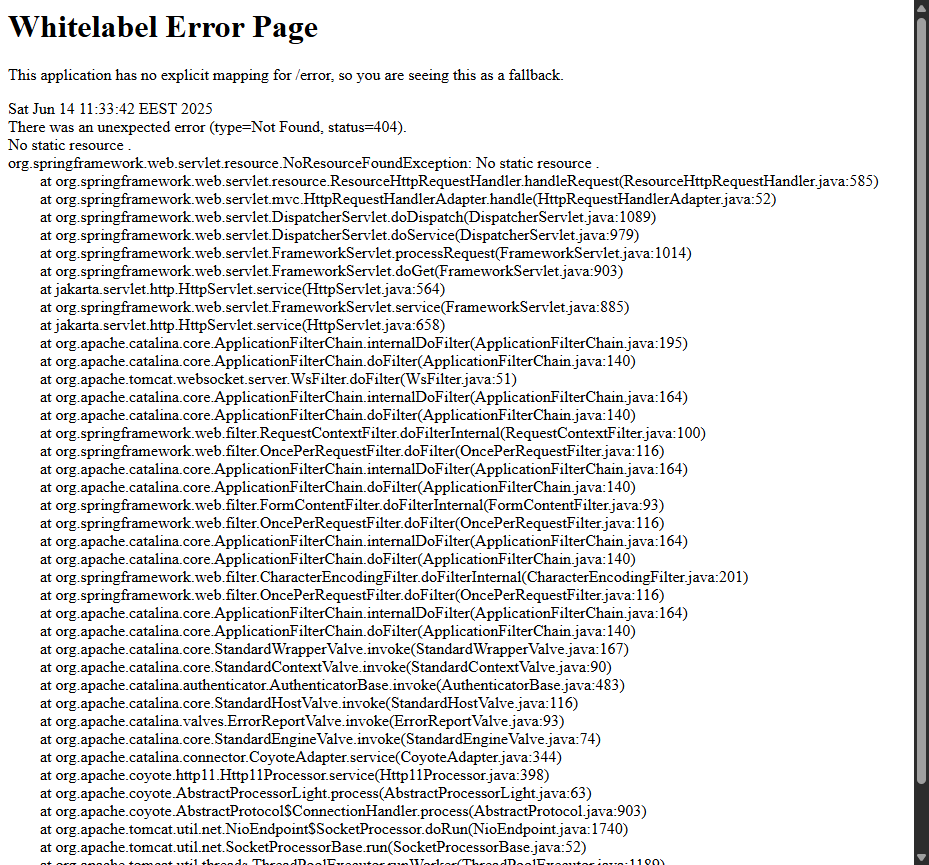 Whitelabel Error Page
This application has no explicit mapping for /error, so you are seeing this as a fallback.
Sat Jun 14 11:33:42 EEST 2025
There was an unexpected error (type=Not Found, status=404).
No static resource .
org.springframework.web.servlet.resource.NoResourceFoundException: No static resource .
at org.springframework.web.servlet.resource.ResourceHttpRequestHandler.handleRequest(ResourceHttpRequestHandler.java:585)
at org.springframework.web.servlet.mvc.HttpRequestHandlerAdapter.handle(HttpRequestHandlerAdapter.java:52)
at org.springframework.web.servlet.DispatcherServlet.doDispatch(DispatcherServlet.java:1089)
at org.springframework.web.servlet.DispatcherServlet.doService(DispatcherServlet.java:979)
at org.springframework.web.servlet.FrameworkServlet.processRequest(FrameworkServlet.java:1014)
at org.springframework.web.servlet.FrameworkServlet.doGet(FrameworkServlet.java:903)
at jakarta.servlet.http.HttpServlet.service(HttpServlet.java:564)
at org.springframework.web.servlet.FrameworkServlet.service(FrameworkServlet.java:885)
at jakarta.servlet.http.HttpServlet.service(HttpServlet.java:658)
at org.apache.catalina.core.ApplicationFilterChain.internalDoFilter(ApplicationFilterChain.java:195)
at org.apache.catalina.core.ApplicationFilterChain.doFilter(ApplicationFilterChain.java:140)
at org.apache.tomcat.websocket.server.WsFilter.doFilter(WsFilter.java:51)
at org.apache.catalina.core.ApplicationFilterChain.internalDoFilter(ApplicationFilterChain.java:164)
at org.apache.catalina.core.ApplicationFilterChain.doFilter(ApplicationFilterChain.java:140)
at org.springframework.web.filter.RequestContextFilter.doFilterInternal(RequestContextFilter.java:100)
at org.springframework.web.filter.OncePerRequestFilter.doFilter(OncePerRequestFilter.java:116)
at org.apache.catalina.core.ApplicationFilterChain.internalDoFilter(ApplicationFilterChain.java:164)
at org.apache.catalina.core.ApplicationFilterChain.doFilter(ApplicationFilterChain.java:140)
at org.springframework.web.filter.FormContentFilter.doFilterInternal(FormContentFilter.java:93)
at org.springframework.web.filter.OncePerRequestFilter.doFilter(OncePerRequestFilter.java:116)
at org.apache.catalina.core.ApplicationFilterChain.internalDoFilter(ApplicationFilterChain.java:164)
at org.apache.catalina.core.ApplicationFilterChain.doFilter(ApplicationFilterChain.java:140)
at org.springframework.web.filter.CharacterEncodingFilter.doFilterInternal(CharacterEncodingFilter.java:201)
at org.springframework.web.filter.OncePerRequestFilter.doFilter(OncePerRequestFilter.java:116)
at org.apache.catalina.core.ApplicationFilterChain.internalDoFilter(ApplicationFilterChain.java:164)
at org.apache.catalina.core.ApplicationFilterChain.doFilter(ApplicationFilterChain.java:140)
at org.apache.catalina.core.StandardWrapperValve.invoke(StandardWrapperValve.java:167)
at org.apache.catalina.core.StandardContextValve.invoke(StandardContextValve.java:90)
at org.apache.catalina.authenticator.AuthenticatorBase.invoke(AuthenticatorBase.java:483)
at org.apache.catalina.core.StandardHostValve.invoke(StandardHostValve.java:116)
at org.apache.catalina.valves.ErrorReportValve.invoke(ErrorReportValve.java:93)
at org.apache.catalina.core.StandardEngineValve.invoke(StandardEngineValve.java:74)
at org.apache.catalina.connector.CoyoteAdapter.service(CoyoteAdapter.java:344)
at org.apache.coyote.http11.Http11Processor.service(Http11Processor.java:398)
at org.apache.coyote.AbstractProcessorLight.process(AbstractProcessorLight.java:63)
at org.apache.coyote.AbstractProtocol$ConnectionHandler.process(AbstractProtocol.java:903)
at org.apache.tomcat.util.net.NioEndpoint$SocketProcessor.doRun(NioEndpoint.java:1740)
at org.apache.tomcat.util.net.SocketProcessorBase.run(SocketProcessorBase.java:52)
at org.apache.tomcat.util.threads.ThreadPoolExecutor.runWorker(ThreadPoolExecutor.java:1189)